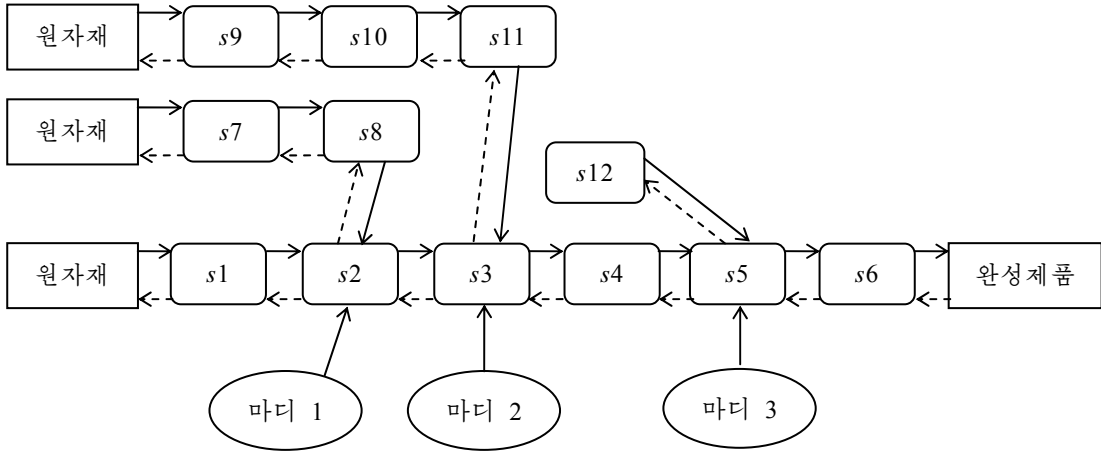 원자재 s9 s10 s11
원자재 s7 s8
s12
원자재 s1 s2 s3 s4 s5 s6 완성제품
마디 1 마디 2 마디 3